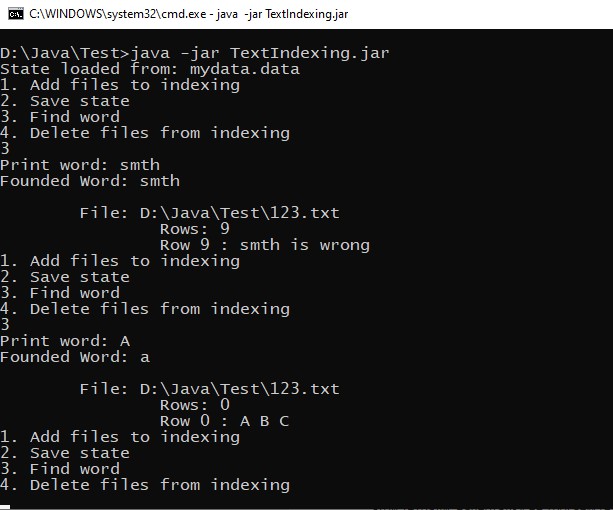 C:\WINDOWS\system32\cmd.exe - java -jar TextIndexing.jar
D:\Java\Test>java -jar TextIndexing.jar
State loaded from: mydata.data
1. Add files to indexing
2. Save state
3. Find word
4. Delete files from indexing
3
Print word: smth
Founded Word: smth
File: D:\Java\Test\123.txt
Rows: 9
Row 9 : smth is wrong
1. Add files to indexing
2. Save state
3. Find word
4. Delete files from indexing
3
Print word: A
Founded Word: a
File: D:\Java\Test\123.txt
Rows: 0
Row 0 : A B C
1. Add files to indexing
2. Save state
3. Find word
4. Delete files from indexing